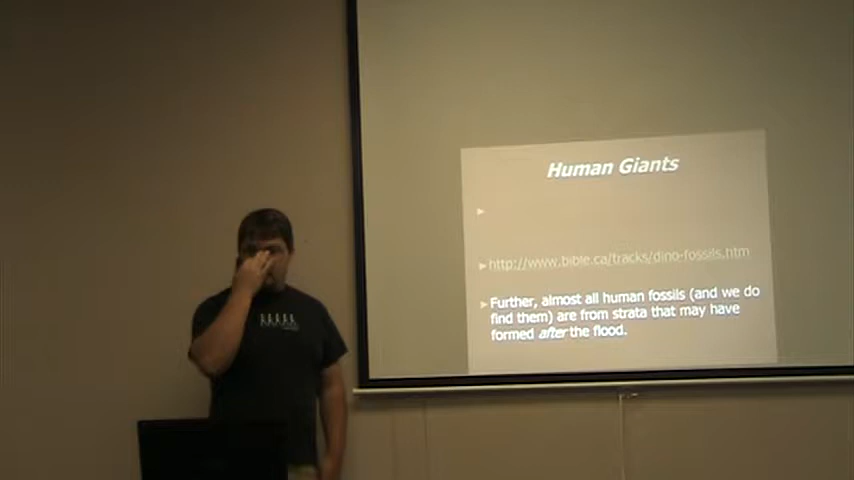 Human Giants
http://www.bible.ca/tracks/dino-fossils.htm
Further, almost all human fossils (and we do
find them) are from strata that may have
formed after the flood.